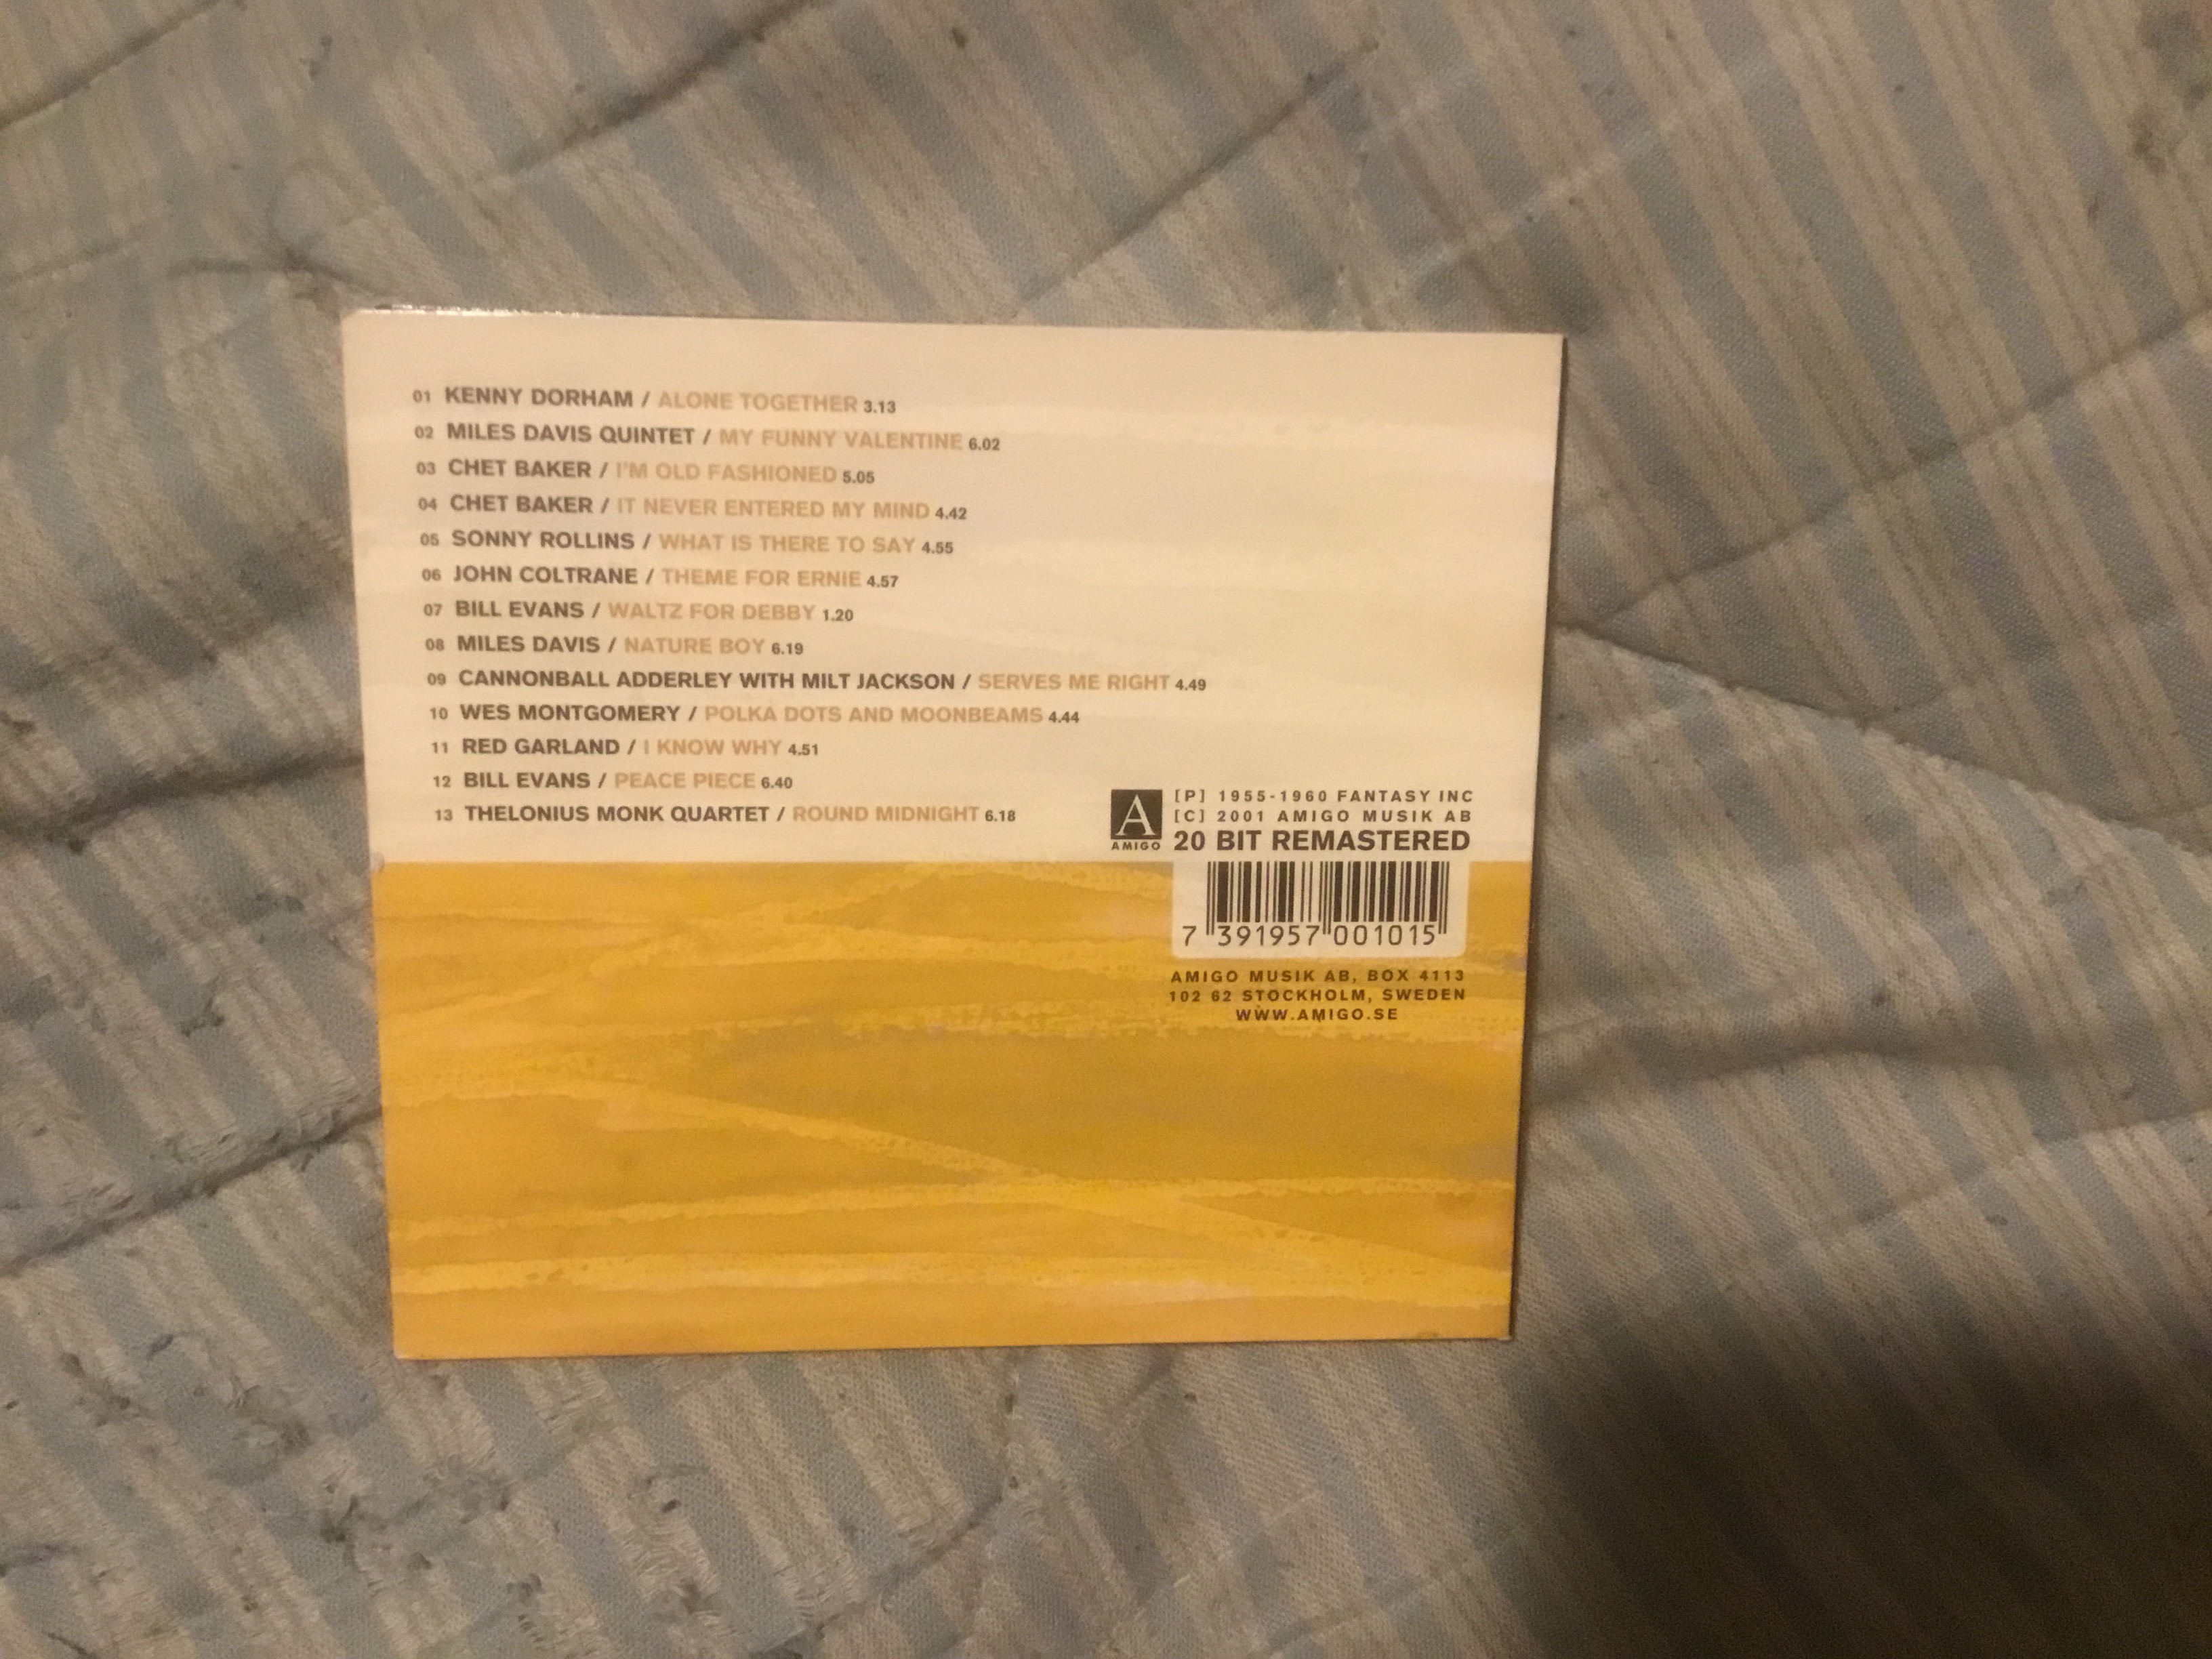 01 KENNY DORHAM / ALONE TOGETHER 3.13
02 MILES DAVIS QUINTET / MY FUNNY VALENTINE 6.02
03 CHET BAKER / I'M OLD FASHIONED 5.05
04 CHET BAKER / IT NEVER ENTERED MY MIND 4.42
05 SONNY ROLLINS / WHAT IS THERE TO SAY 4.55
06 JOHN COLTRANE / THEME FOR ERNIE 4.57
07 BILL EVANS / WALTZ FOR DEBBY 1.20
08 MILES DAVIS / NATURE BOY 6.19
09 CANNONBALL ADDERLEY WITH MILT JACKSON / SERVES ME RIGHT 4.49
10 WES MONTGOMERY / POLKA DOTS AND MOONBEAMS 4.44
11 RED GARLAND / I KNOW WHY 4.51
12 BILL EVANS / PEACE PIECE 6.40
13 THELONIUS MONK QUARTET / ROUND MIDNIGHT 6.18
A
AMIGO
[P] 1955-1960 FANTASY INC
[C] 2001 AMIGO MUSIK AB
20 BIT REMASTERED
7 391957 001015
AMIGO MUSIK AB, BOX 4113
102 62 STOCKHOLM, SWEDEN
WWW.AMIGO.SE